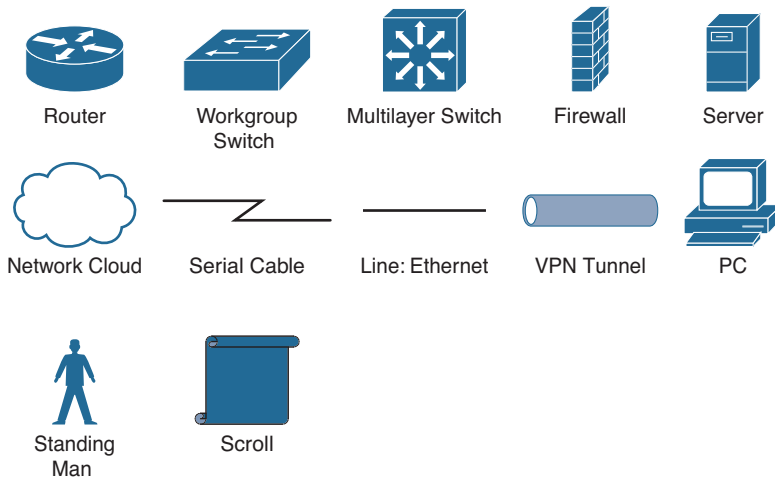 Router
Workgroup
Switch
Multilayer Switch
Firewall
Server
Network Cloud
Serial Cable
Line: Ethernet
VPN Tunnel
PC
Standing
Man
Scroll